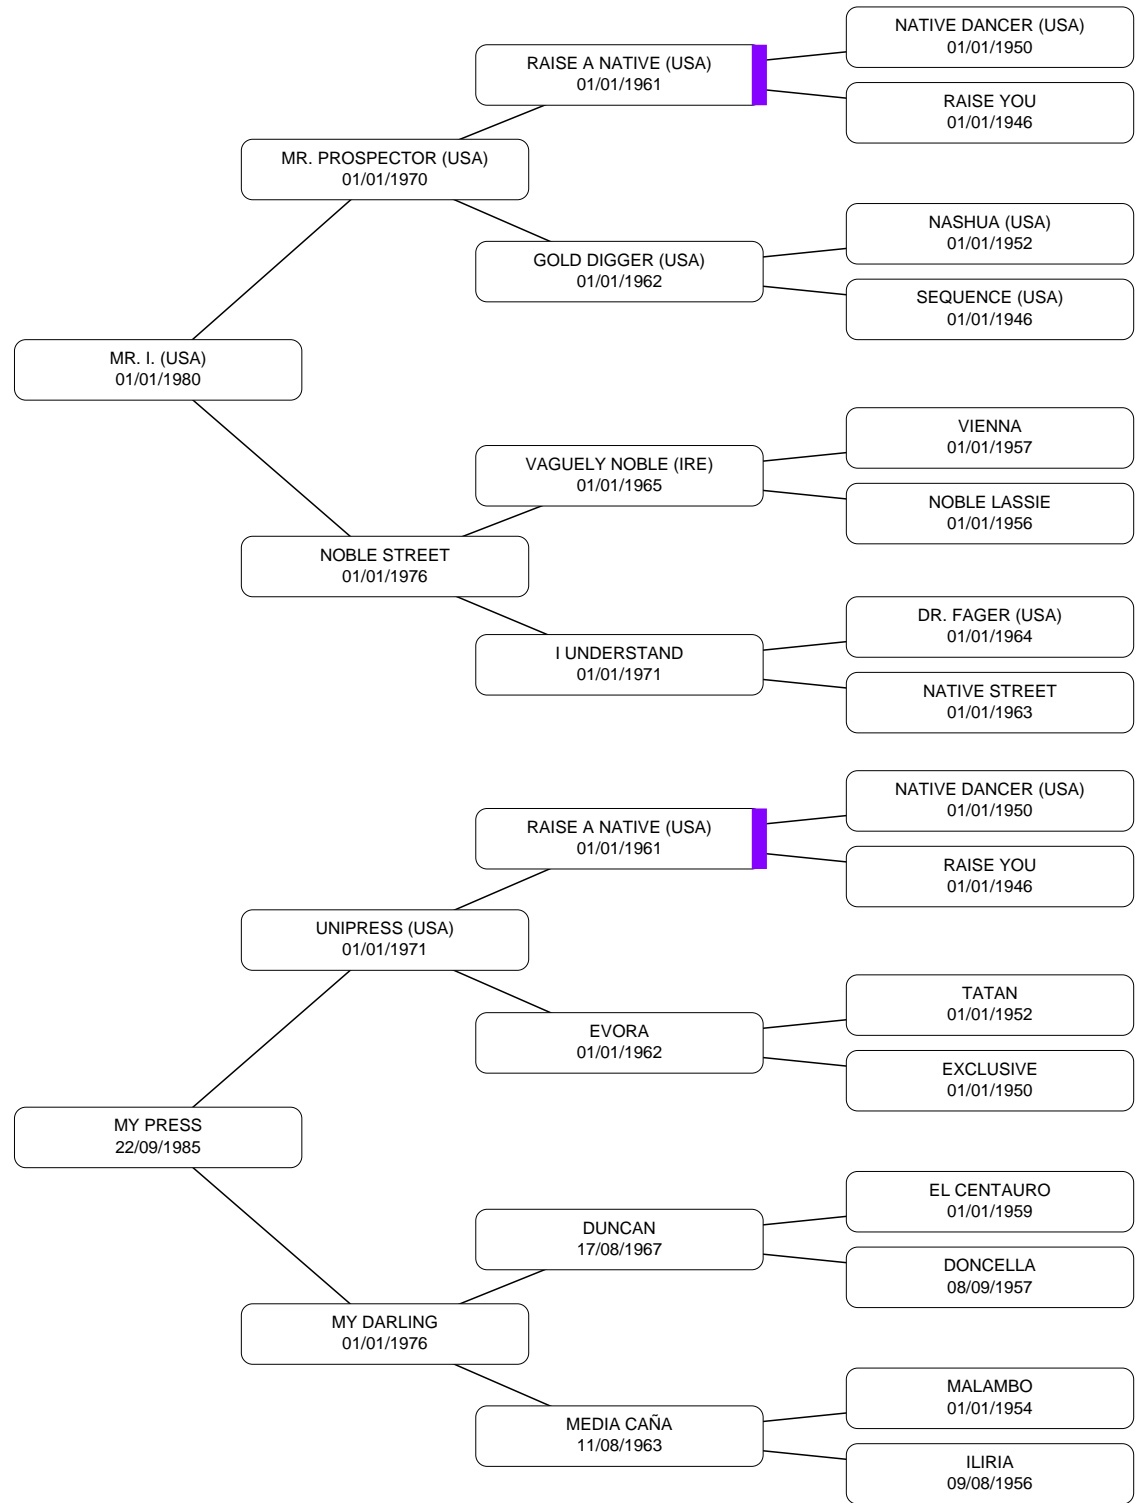 NATIVE DANCER (USA)
01/01/1950
RAISE A NATIVE (USA)
01/01/1961
RAISE YOU
01/01/1946
MR. PROSPECTOR (USA)
01/01/1970
NASHUA (USA)
01/01/1952
GOLD DIGGER (USA)
01/01/1962
SEQUENCE (USA)
01/01/1946
MR. I. (USA)
01/01/1980
VIENNA
01/01/1957
VAGUELY NOBLE (IRE)
01/01/1965
NOBLE LASSIE
01/01/1956
NOBLE STREET
01/01/1976
DR. FAGER (USA)
01/01/1964
I UNDERSTAND
01/01/1971
NATIVE STREET
01/01/1963
NATIVE DANCER (USA)
01/01/1950
RAISE A NATIVE (USA)
01/01/1961
RAISE YOU
01/01/1946
UNIPRESS (USA)
01/01/1971
TATAN
01/01/1952
EVORA
01/01/1962
EXCLUSIVE
01/01/1950
MY PRESS
22/09/1985
EL CENTAURO
01/01/1959
DUNCAN
17/08/1967
DONCELLA
08/09/1957
MY DARLING
01/01/1976
MALAMBO
01/01/1954
MEDIA CAÑA
11/08/1963
ILIRIA
09/08/1956